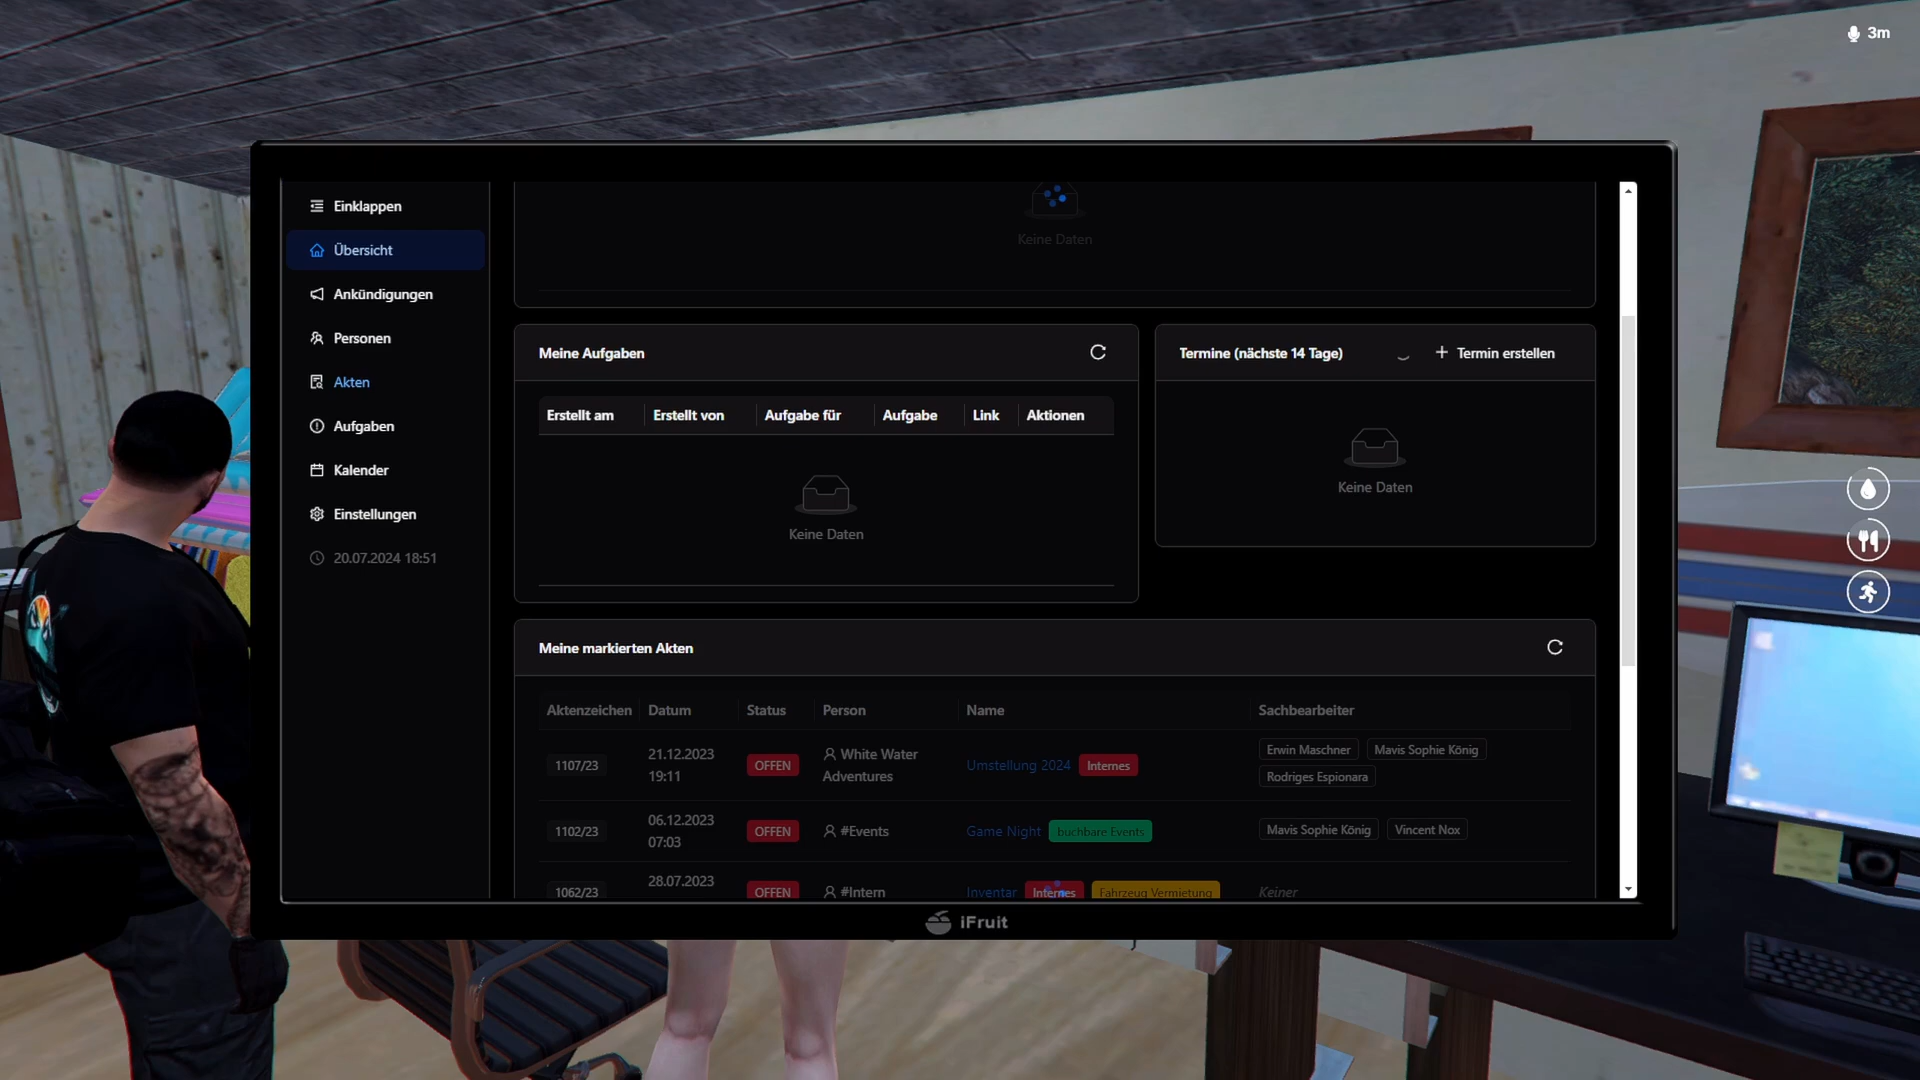 3m
Einklappen
Übersicht
Ankündigungen
Personen
Akten
Aufgaben
Kalender
Einstellungen
20.07.2024 18:51
Keine Daten
Meine Aufgaben
Erstellt am Erstellt von Aufgabe für Aufgabe Link Aktionen
Keine Daten
Termine (nächste 14 Tage) Termin erstellen
Keine Daten
Meine markierten Akten
Aktenzeichen Datum Status Person Name Sachbearbeiter
1107/23 21.12.2023 19:11 OFFEN White Water Adventures Umstellung 2024 Internes Erwin Maschner Mavis Sophie König Rodriges Espionara
1102/23 06.12.2023 07:03 OFFEN #Events Game Night buchbare Events Mavis Sophie König Vincent Nox
1062/23 28.07.2023 OFFEN #Intern Inventar Internes Fahrzeug Vermietung Keiner
iFruit